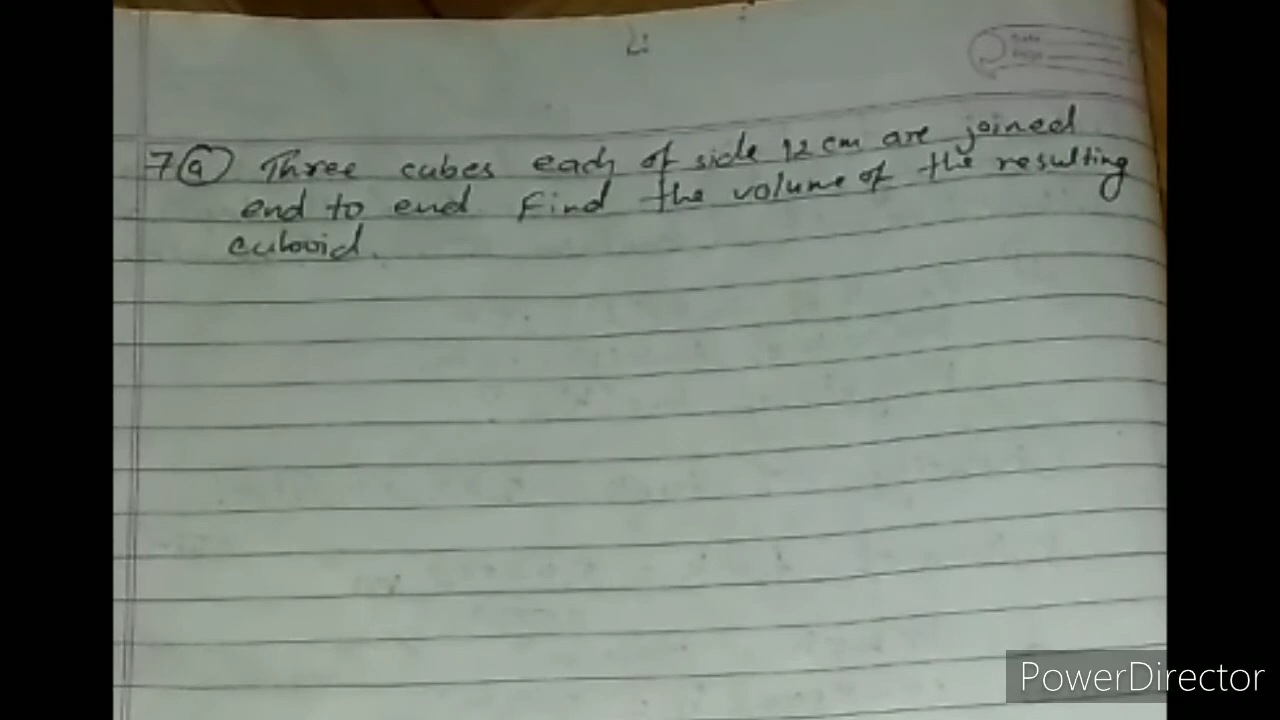 7(a) Three cubes each of side 12 cm are joined
end to end Find the volume of the resulting
cuboid.
PowerDirector